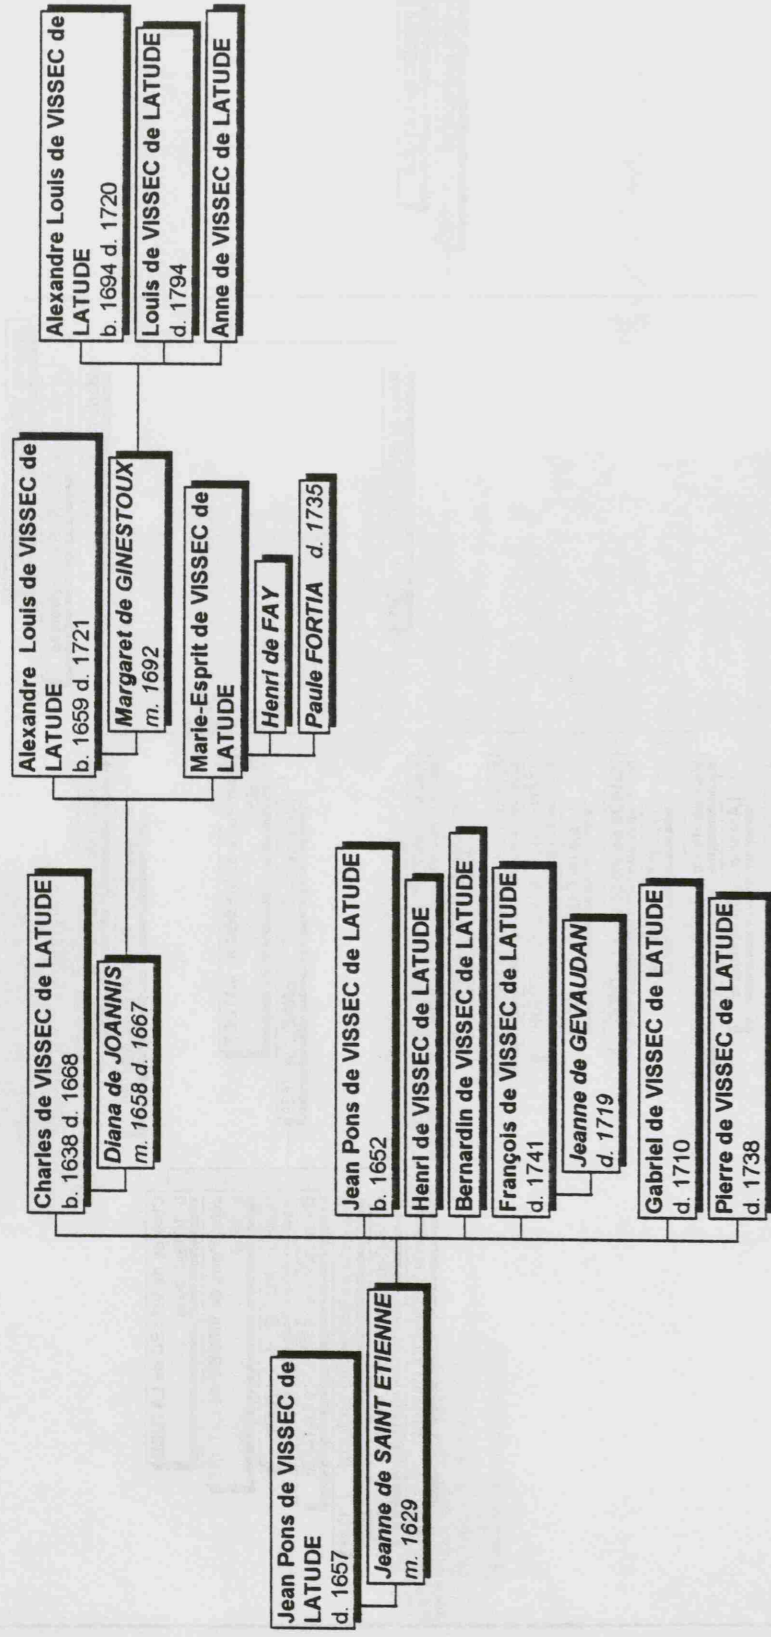 Jean Pons de VISSEC de
LATUDE
d. 1657
Jeanne de SAINT ETIENNE
m. 1629
Charles de VISSEC de LATUDE
b. 1638 d. 1668
Diana de JOANNIS
m. 1658 d. 1667
Jean Pons de VISSEC de LATUDE
b. 1652
Henri de VISSEC de LATUDE
Bernardin de VISSEC de LATUDE
François de VISSEC de LATUDE
d. 1741
Jeanne de GEVAUDAN
d. 1719
Gabriel de VISSEC de LATUDE
d. 1710
Pierre de VISSEC de LATUDE
d. 1738
Alexandre Louis de VISSEC de
LATUDE
b. 1659 d. 1721
Margaret de GINESTOUX
m. 1692
Marie-Esprit de VISSEC de
LATUDE
Henri de FAY
Paule FORTIA d. 1735
Alexandre Louis de VISSEC de
LATUDE
b. 1694 d. 1720
Louis de VISSEC de LATUDE
d. 1794
Anne de VISSEC de LATUDE